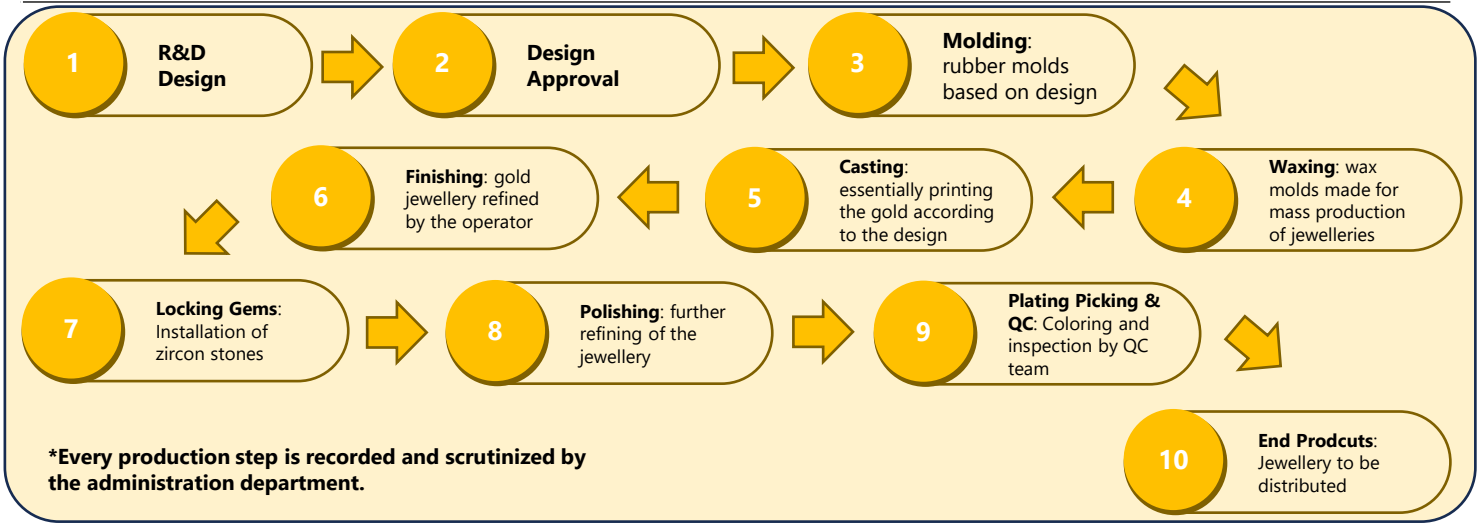 1
R&D
Design
2
Design
Approval
3
Molding:
rubber molds
based on design
4
Waxing: wax
molds made for
mass production
of jewelleries
5
Casting:
essentially printing
the gold according
to the design
6
Finishing: gold
jewellery refined
by the operator
7
Locking Gems:
Installation of
zircon stones
8
Polishing: further
refining of the
jewellery
9
Plating Picking &
QC: Coloring and
inspection by QC
team
10
End Prodcuts:
Jewellery to be
distributed
*Every production step is recorded and scrutinized by
the administration department.